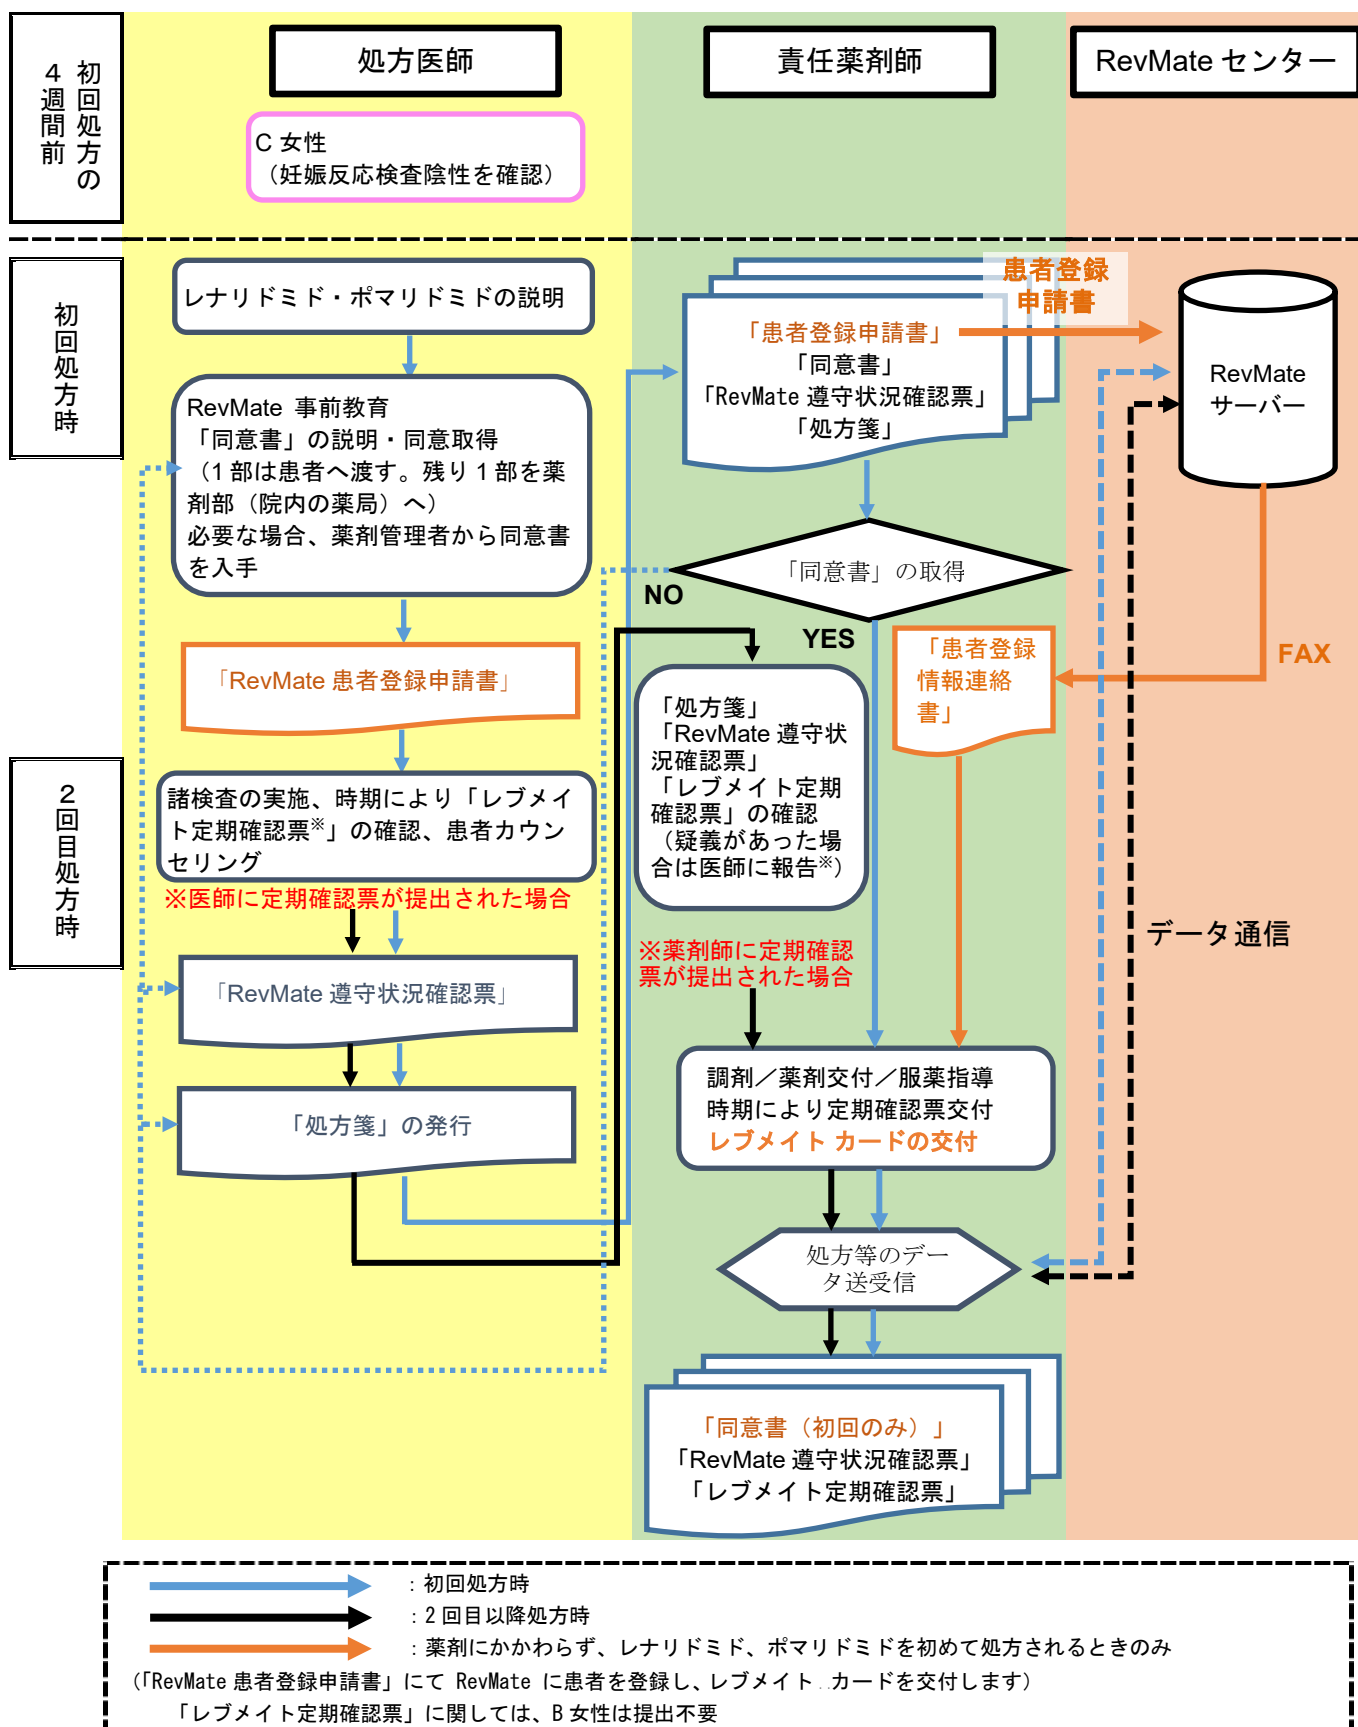 初回処方の
４週間前
処方医師
責任薬剤師
RevMate センター
C 女性
（妊娠反応検査陰性を確認）
初回処方時
レナリドミド・ポマリドミドの説明
RevMate 事前教育
「同意書」の説明・同意取得
（1 部は患者へ渡す。残り 1 部を薬
剤部（院内の薬局）へ）
必要な場合、薬剤管理者から同意書
を入手
「RevMate 患者登録申請書」
患者登録
申請書
「患者登録申請書」
「同意書」
「RevMate 遵守状況確認票」
「処方箋」
RevMate
サーバー
「同意書」の取得
NO
YES
「患者登録
情報連絡
書」
FAX
２回目処方時
諸検査の実施、時期により「レブメイ
ト定期確認票※」の確認、患者カウン
セリング
※医師に定期確認票が提出された場合
「RevMate 遵守状況確認票」
「処方箋」の発行
「処方箋」
「RevMate 遵守状
況確認票」
「レブメイト定期
確認票」の確認
（疑義があった場
合は医師に報告※）
※薬剤師に定期確認
票が提出された場合
データ通信
調剤／薬剤交付／服薬指導
時期により定期確認票交付
レブメイト カードの交付
処方等のデー
タ送受信
「同意書（初回のみ）」
「RevMate 遵守状況確認票」
「レブメイト定期確認票」
：初回処方時
：2 回目以降処方時
：薬剤にかかわらず、レナリドミド、ポマリドミドを初めて処方されるときのみ
（「RevMate 患者登録申請書」にて RevMate に患者を登録し、レブメイト カードを交付します）
「レブメイト定期確認票」に関しては、B 女性は提出不要